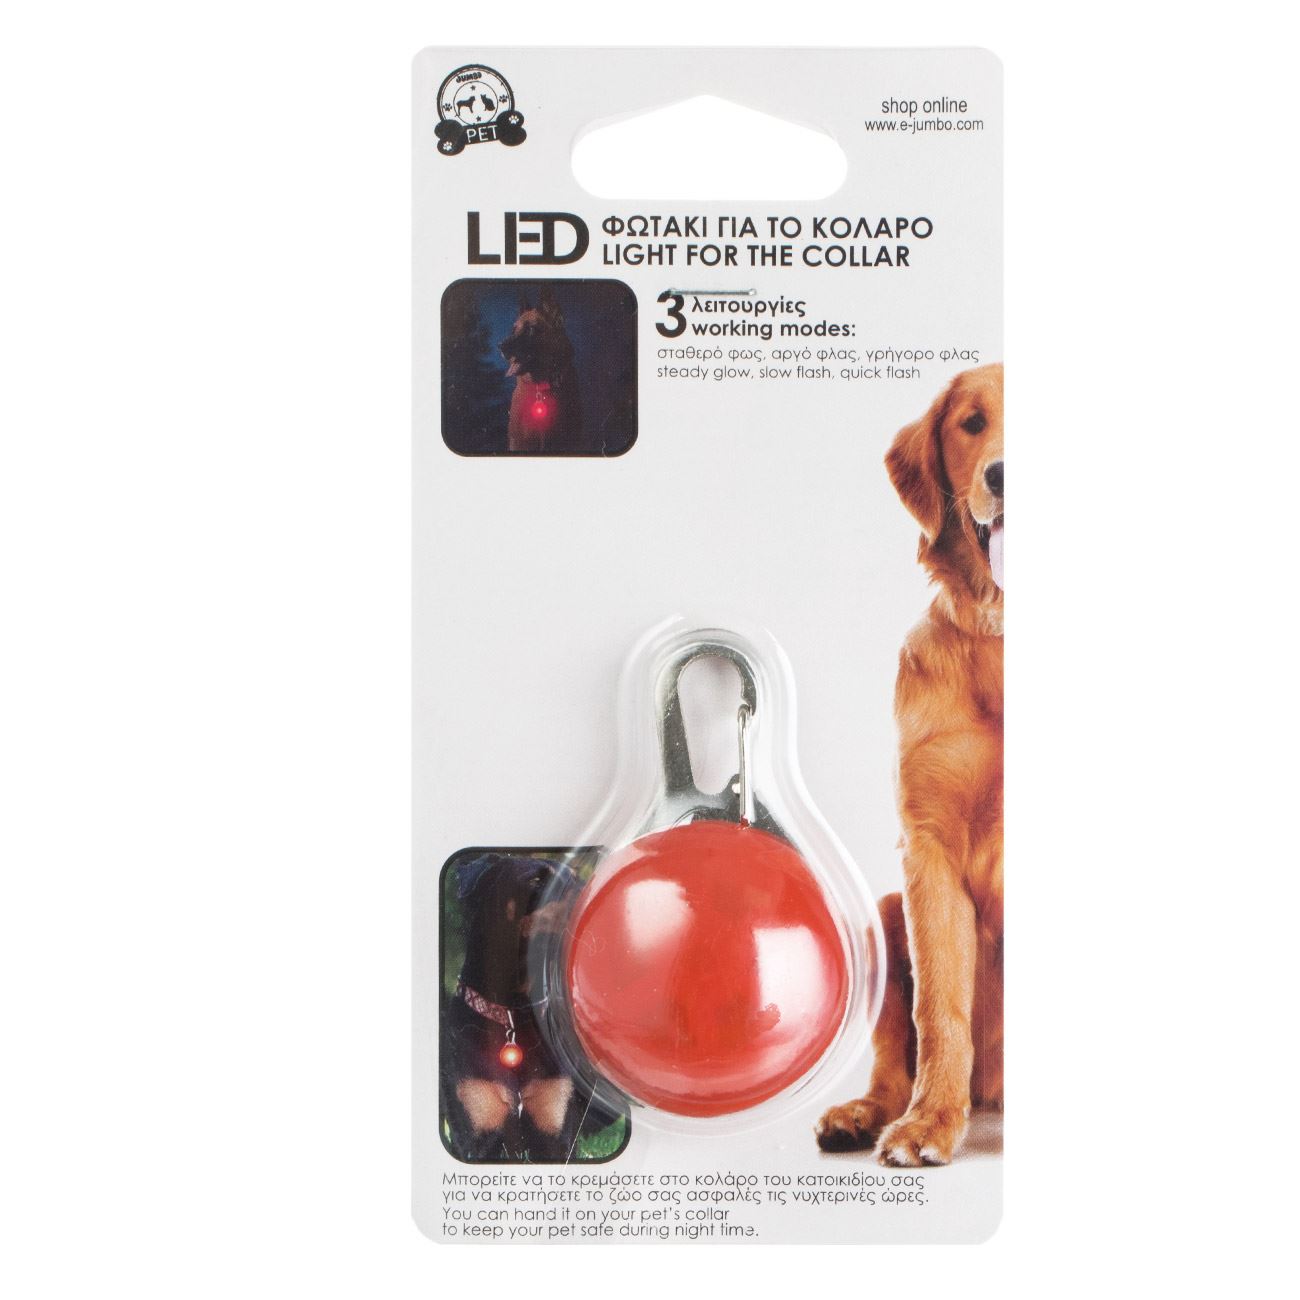 JUMBO
PET
shop online
www.e-jumbo.com
LED
ΦΩΤΑΚΙ ΓΙΑ ΤΟ ΚΟΛΑΡΟ
LIGHT FOR THE COLLAR
3 λειτουργίες
working modes:
σταθερό φως, αργό φλας, γρήγορο φλας
steady glow, slow flash, quick flash
Μπορείτε να το κρεμάσετε στο κολάρο του κατοικιδίου σας
για να κρατήσετε το ζώο σας ασφαλές τις νυχτερινές ώρες.
You can hand it on your pet's collar
to keep your pet safe during night time.